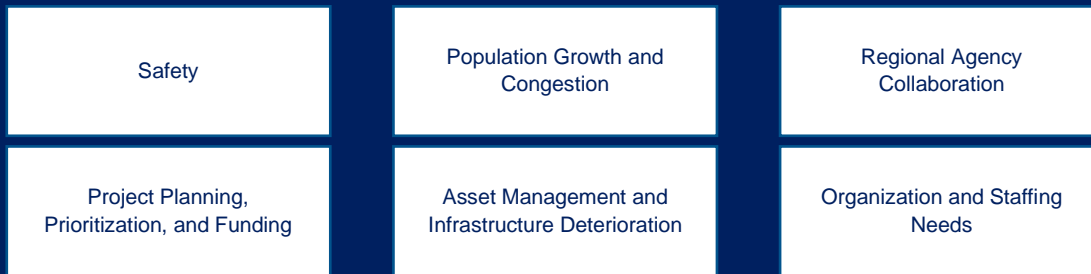 Safety
Population Growth and
Congestion
Regional Agency
Collaboration
Project Planning,
Prioritization, and Funding
Asset Management and
Infrastructure Deterioration
Organization and Staffing
Needs